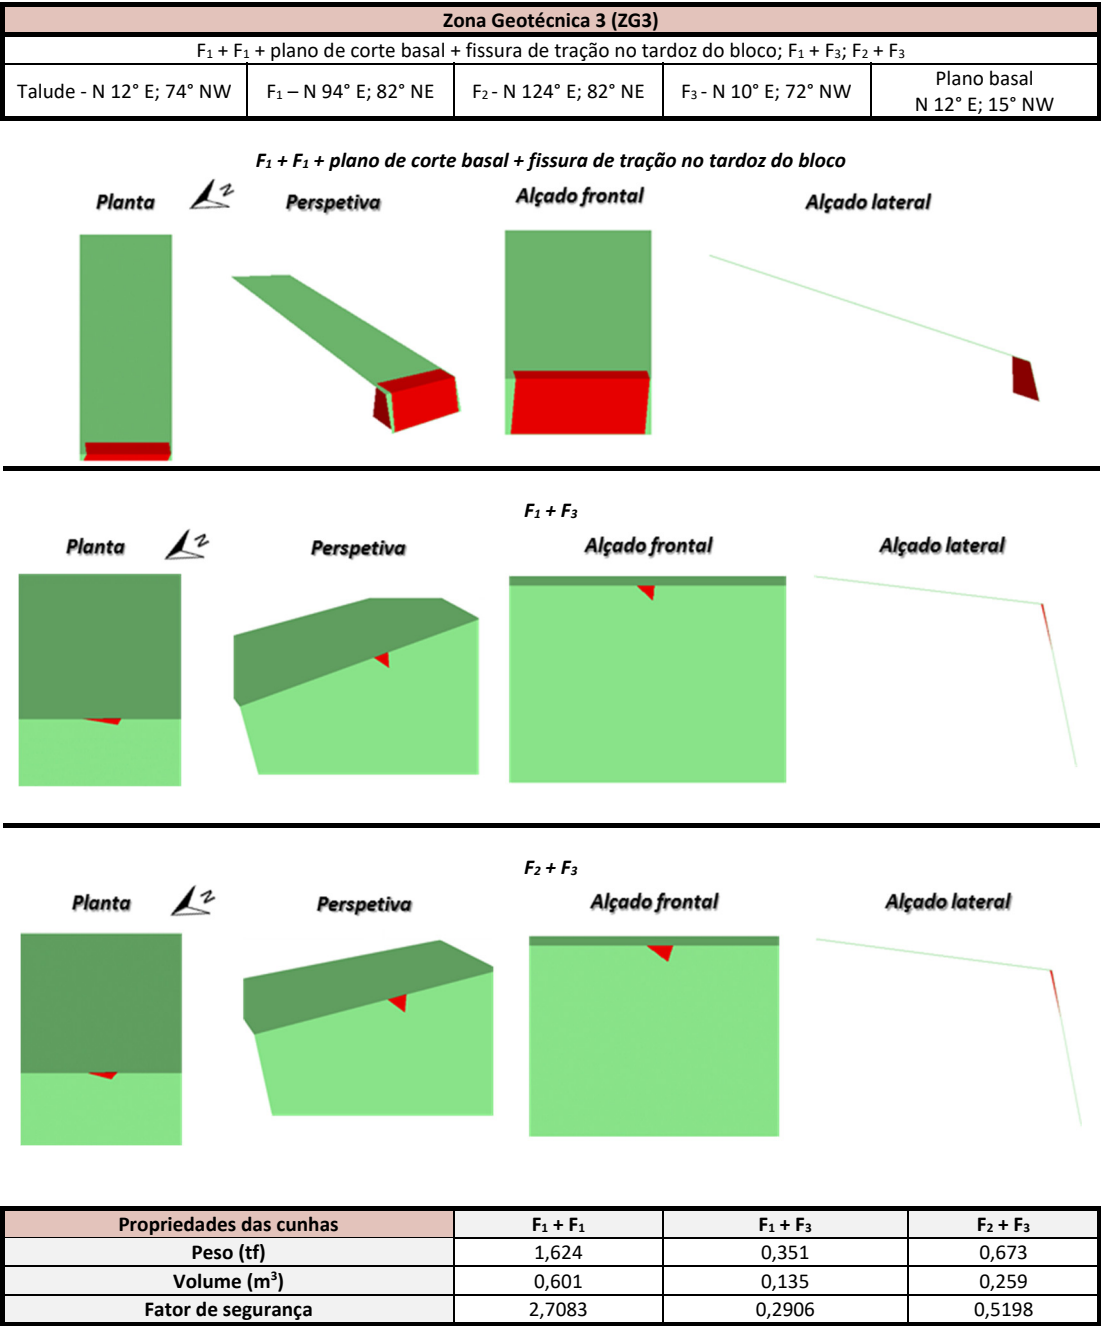 Zona Geotécnica 3 (ZG3)
F₁ + F₁ + plano de corte basal + fissura de tração no tardoz do bloco; F₁ + F₃; F₂ + F₃
Talude - N 12° E; 74° NW F₁ – N 94° E; 82° NE F₂ - N 124° E; 82° NE F₃ - N 10° E; 72° NW Plano basal
N 12° E; 15° NW
F₁ + F₁ + plano de corte basal + fissura de tração no tardoz do bloco
Planta N Perspetiva Alçado frontal Alçado lateral
F₁ + F₃
Planta N Perspetiva Alçado frontal Alçado lateral
F₂ + F₃
Planta N Perspetiva Alçado frontal Alçado lateral
Propriedades das cunhas F₁ + F₁ F₁ + F₃ F₂ + F₃
Peso (tf) 1,624 0,351 0,673
Volume (m³) 0,601 0,135 0,259
Fator de segurança 2,7083 0,2906 0,5198